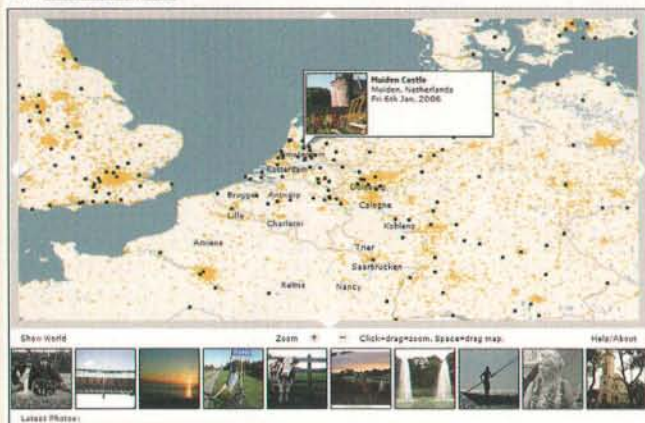 Muiden Castle
Muiden, Netherlands
Fri 6th Jan, 2006
Rotterdam
Brugge Antwerp
Cologne
Lille
Charleroi
Koblenz
Amiens
Trier
Saarbrucken
Reims
Nancy
Show World
Zoom + − Click+drag=zoom. Space=drag map.
Help/About
Latest Photos: